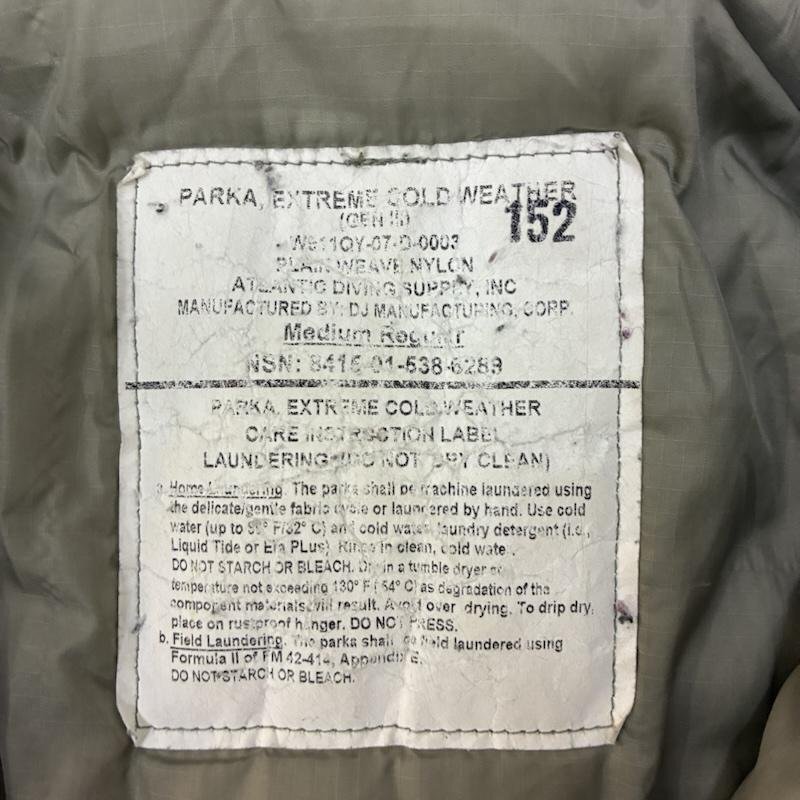 PARKA, EXTREME COLD WEATHER
(GEN III)
152
W911QY-07-D-0003
PLAIN WEAVE NYLON
ATLANTIC DIVING SUPPLY, INC
MANUFACTURED BY: DJ MANUFACTURING, CORP.
Medium Regular
NSN: 8415-01-538-6289
PARKA, EXTREME COLD WEATHER
CARE INSTRUCTION LABEL
LAUNDERING (DO NOT DRY CLEAN)
a. Home Laundering. The parka shall be machine laundered using
the delicate/gentle fabric cycle or laundered by hand. Use cold
water (up to 90° F/32° C) and cold water laundry detergent (i.e.,
Liquid Tide or Era PLus). Rinse in clean, cold water.
DO NOT STARCH OR BLEACH. Dry in a tumble dryer at
temperature not exceeding 130° F ( 54° C) as degradation of the
component materials will result. Avoid over drying. To drip dry,
place on rustproof hanger. DO NOT PRESS.
b. Field Laundering. The parka shall be field laundered using
Formula II of FM 42-414, Appendix E.
DO NOT STARCH OR BLEACH.